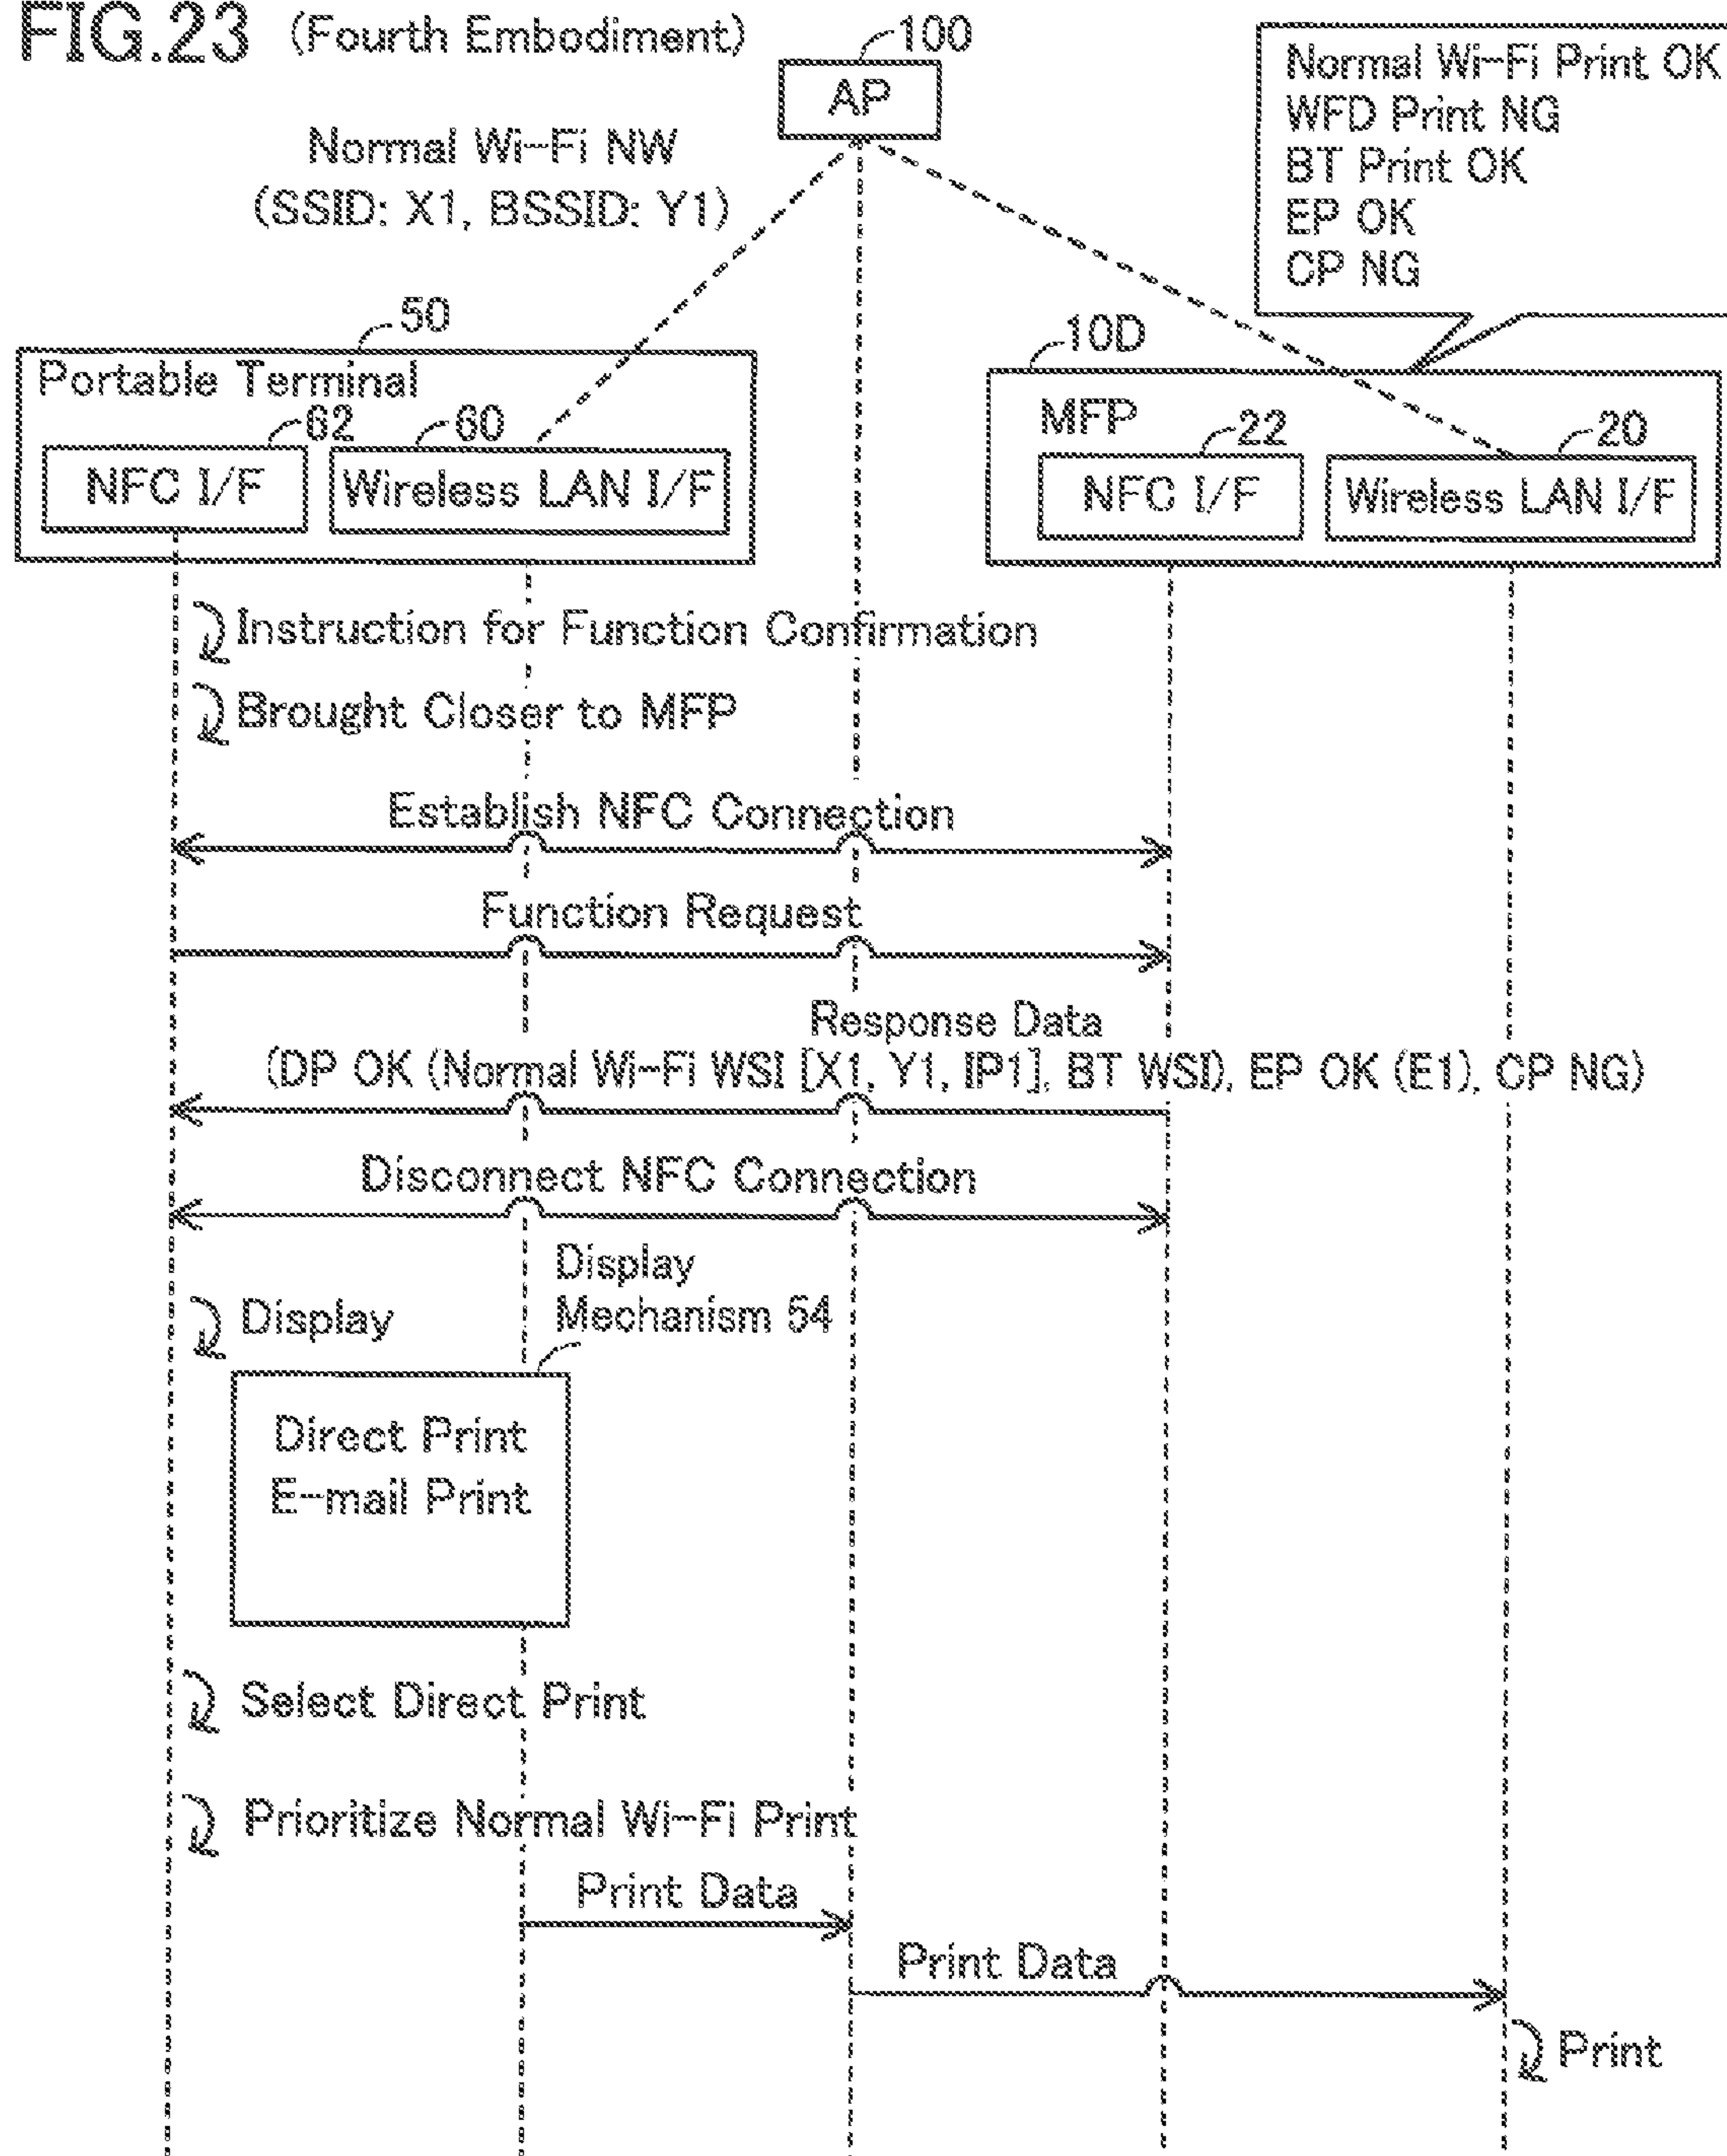 FIG.23 (Fourth Embodiment)
100
AP
Normal Wi-Fi Print OK
WFD Print NG
BT Print OK
EP OK
CP NG
Normal Wi-Fi NW
(SSID: X1, BSSID: Y1)
50
Portable Terminal
62
60
NFC I/F
Wireless LAN I/F
10D
MFP
22
20
NFC I/F
Wireless LAN I/F
Instruction for Function Confirmation
Brought Closer to MFP
Establish NFC Connection
Function Request
Response Data
(DP OK (Normal Wi-Fi WSI [X1, Y1, IP1], BT WSI), EP OK (E1), CP NG)
Disconnect NFC Connection
Display
Mechanism 54
Display
Direct Print
E-mail Print
Select Direct Print
Prioritize Normal Wi-Fi Print
Print Data
Print Data
Print